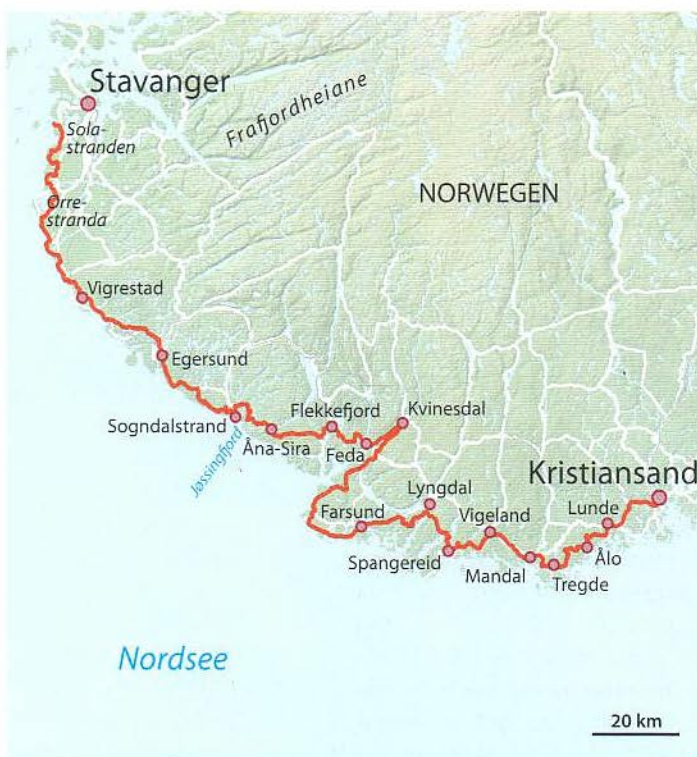 Stavanger
Sola-
stranden
Frafjordheiane
NORWEGEN
Orre-
stranda
Vigrestad
Egersund
Flekkefjord
Kvinesdal
Sogndalstrand
Åna-Sira
Feda
Jøssingfjord
Kristiansand
Lyngdal
Farsund
Vigeland
Lunde
Spangereid
Mandal
Ålo
Tregde
Nordsee
20 km